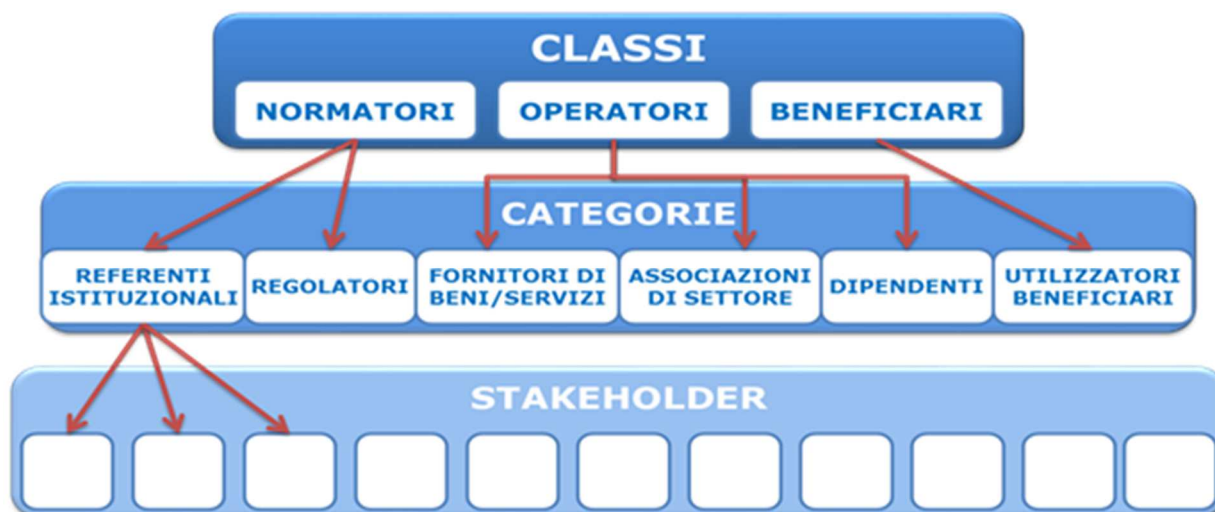 CLASSI
NORMATORI
OPERATORI
BENEFICIARI
CATEGORIE
REFERENTI
ISTITUZIONALI
REGOLATORI
FORNITORI DI
BENI/SERVIZI
ASSOCIAZIONI
DI SETTORE
DIPENDENTI
UTILIZZATORI
BENEFICIARI
STAKEHOLDER